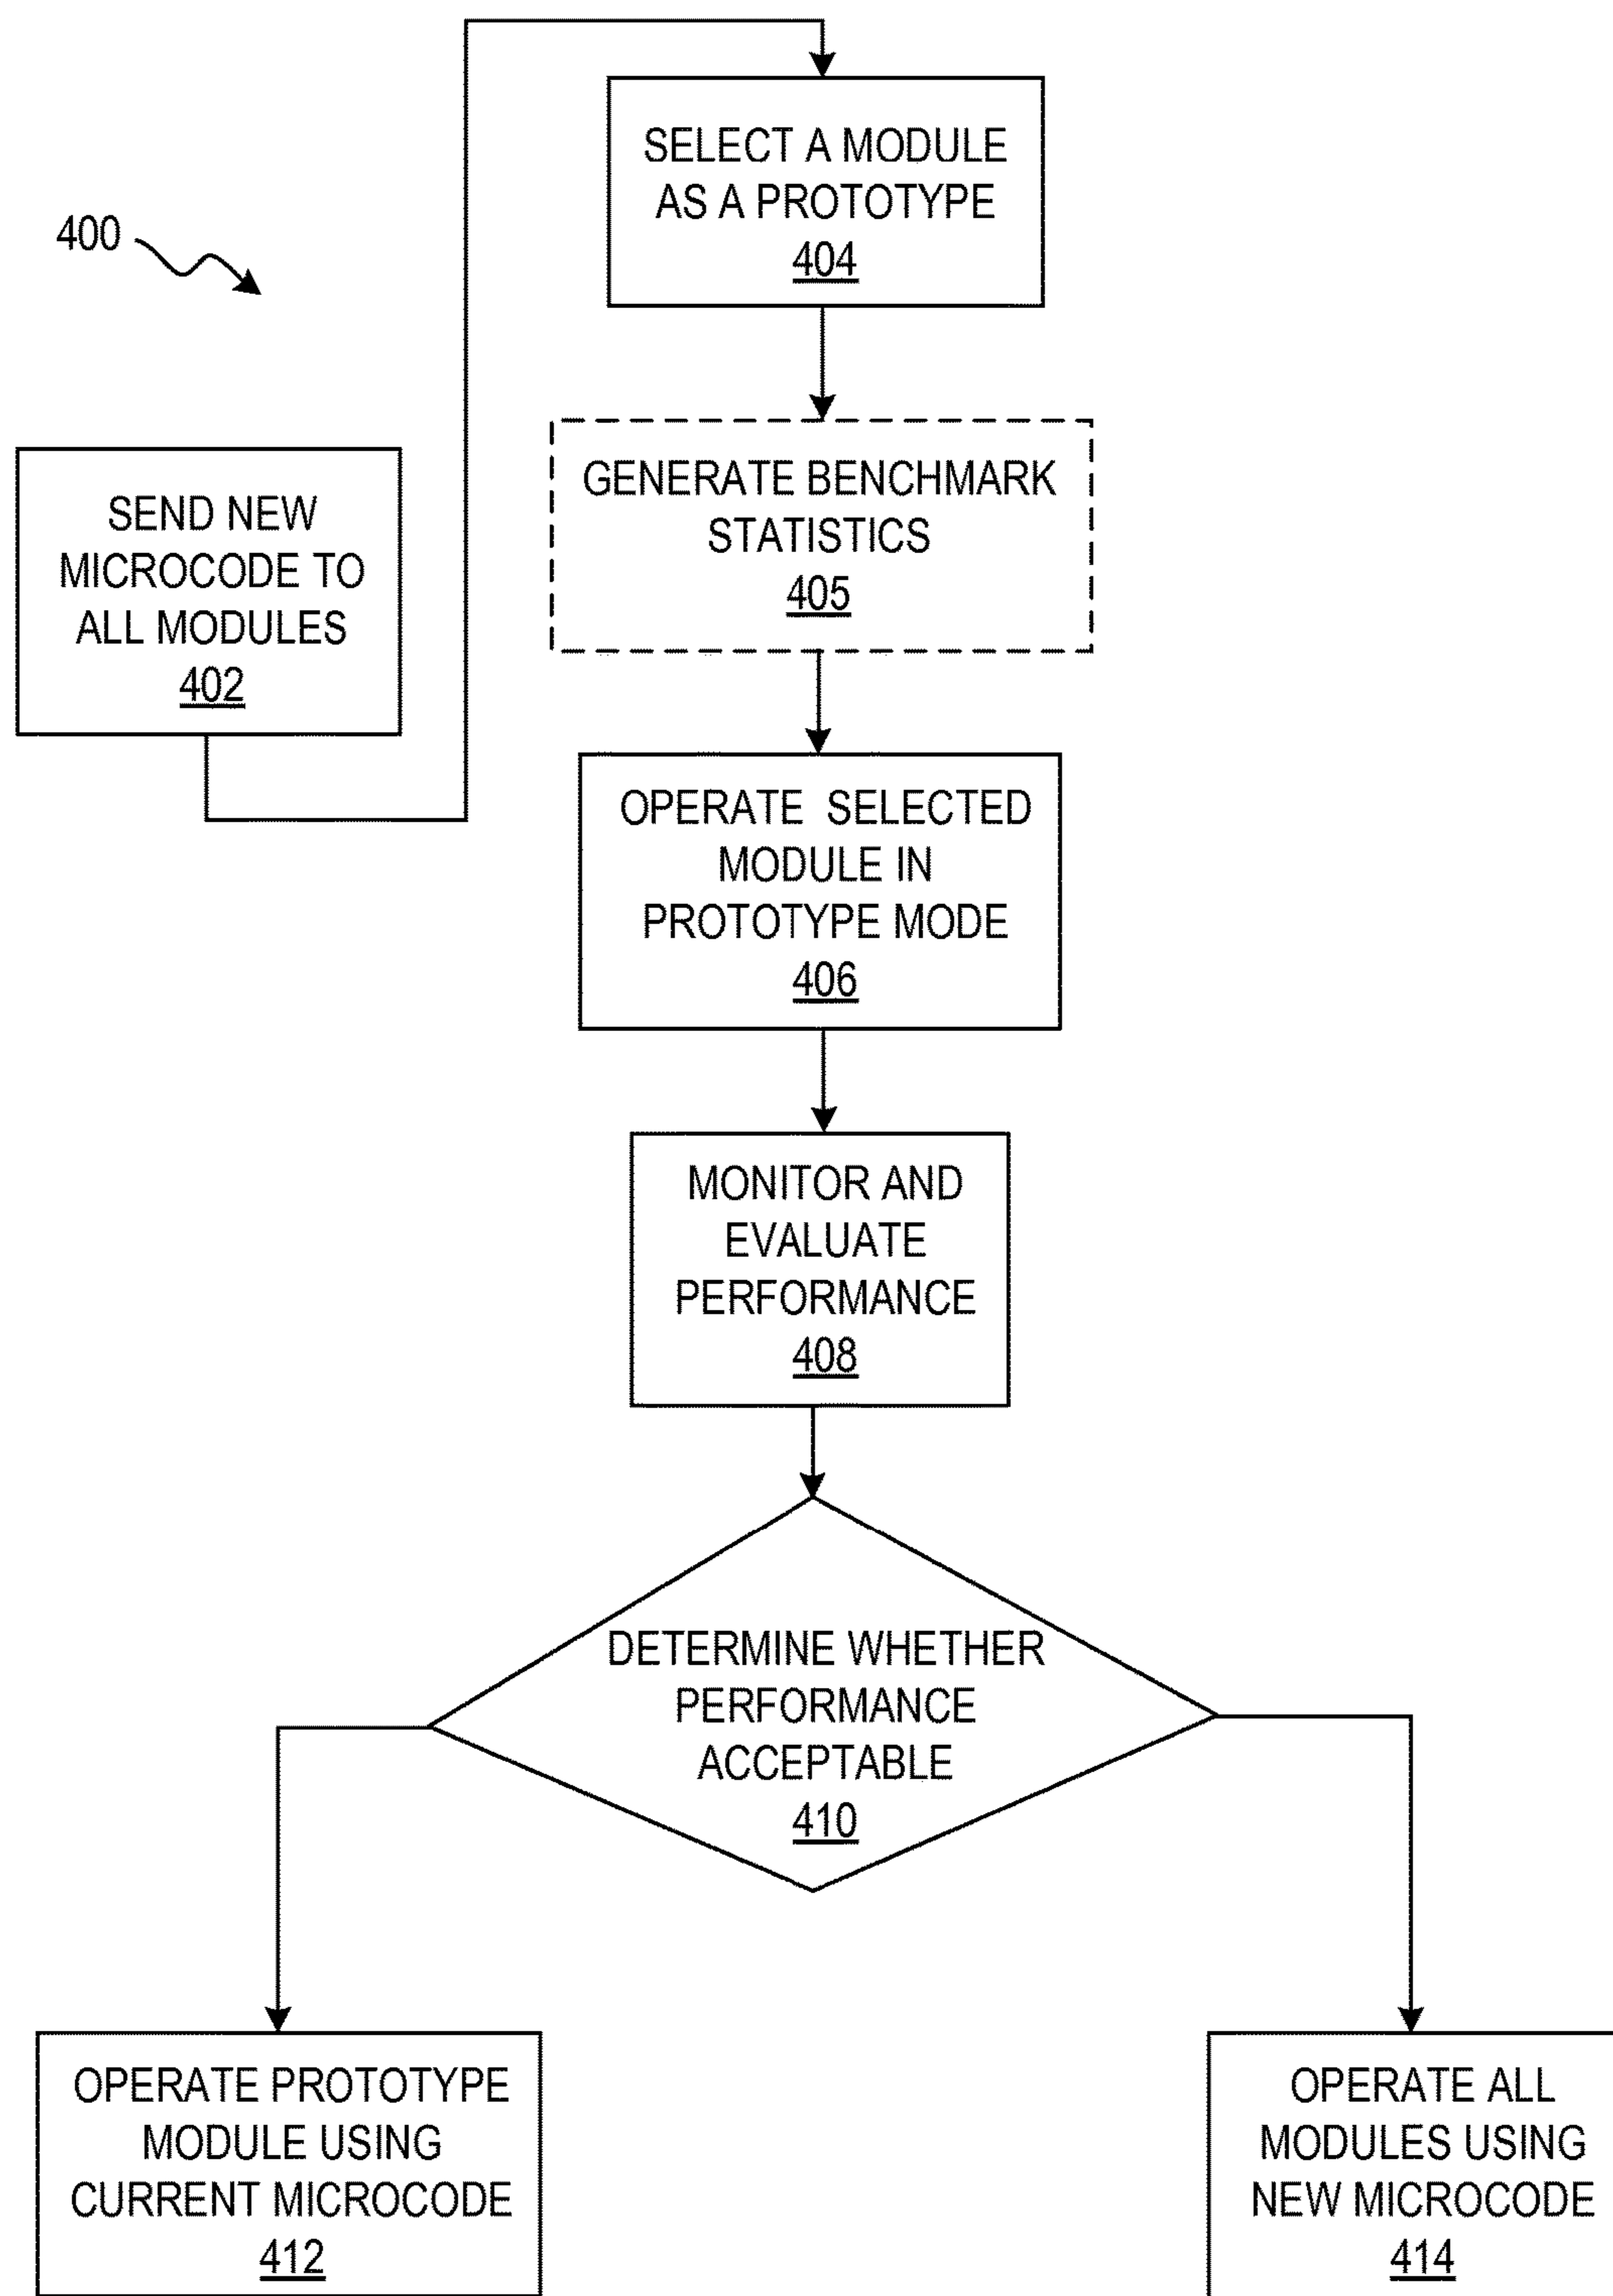 400
SEND NEW
MICROCODE TO
ALL MODULES
402
SELECT A MODULE
AS A PROTOTYPE
404
GENERATE BENCHMARK
STATISTICS
405
OPERATE SELECTED
MODULE IN
PROTOTYPE MODE
406
MONITOR AND
EVALUATE
PERFORMANCE
408
DETERMINE WHETHER
PERFORMANCE
ACCEPTABLE
410
OPERATE PROTOTYPE
MODULE USING
CURRENT MICROCODE
412
OPERATE ALL
MODULES USING
NEW MICROCODE
414